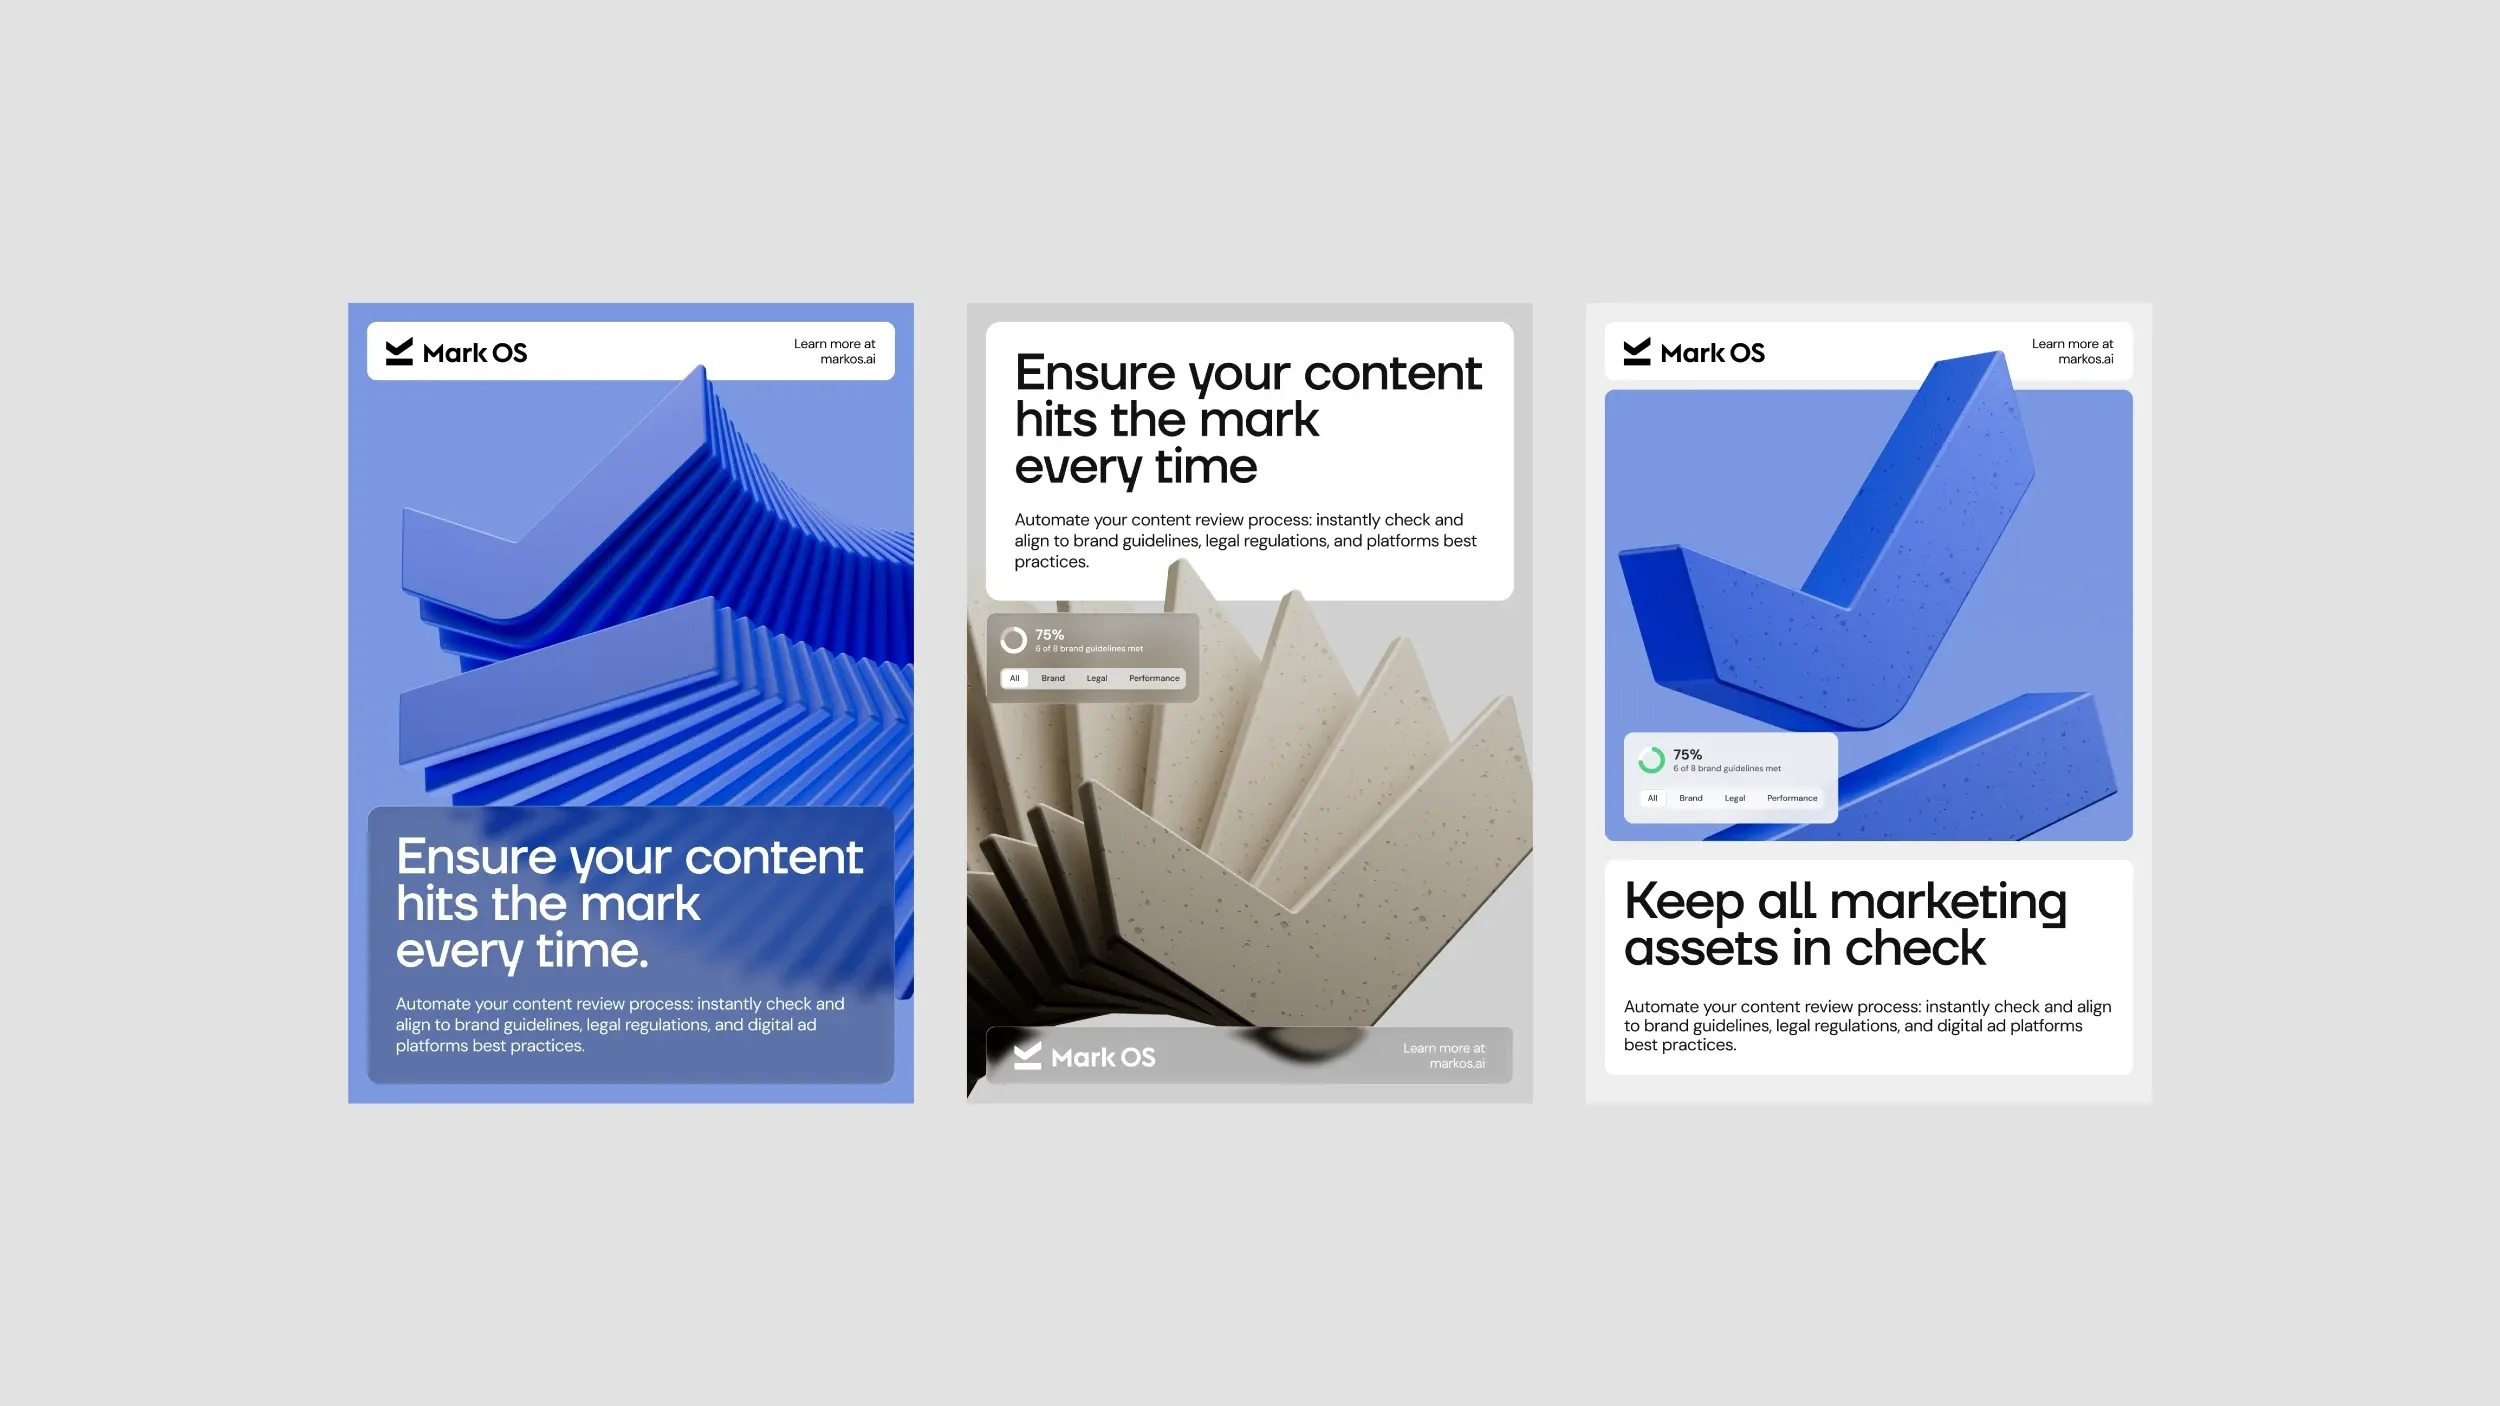 Mark OS
Learn more at
markos.ai
Ensure your content
hits the mark
every time.
Automate your content review process: instantly check and
align to brand guidelines, legal regulations, and digital ad
platforms best practices.
Ensure your content
hits the mark
every time
Automate your content review process: instantly check and
align to brand guidelines, legal regulations, and platforms best
practices.
75%
6 of 8 brand guidelines met
All Brand Legal Performance
Mark OS
Learn more at
markos.ai
Mark OS
Learn more at
markos.ai
75%
6 of 8 brand guidelines met
All Brand Legal Performance
Keep all marketing
assets in check
Automate your content review process: instantly check and align
to brand guidelines, legal regulations, and digital ad platforms
best practices.